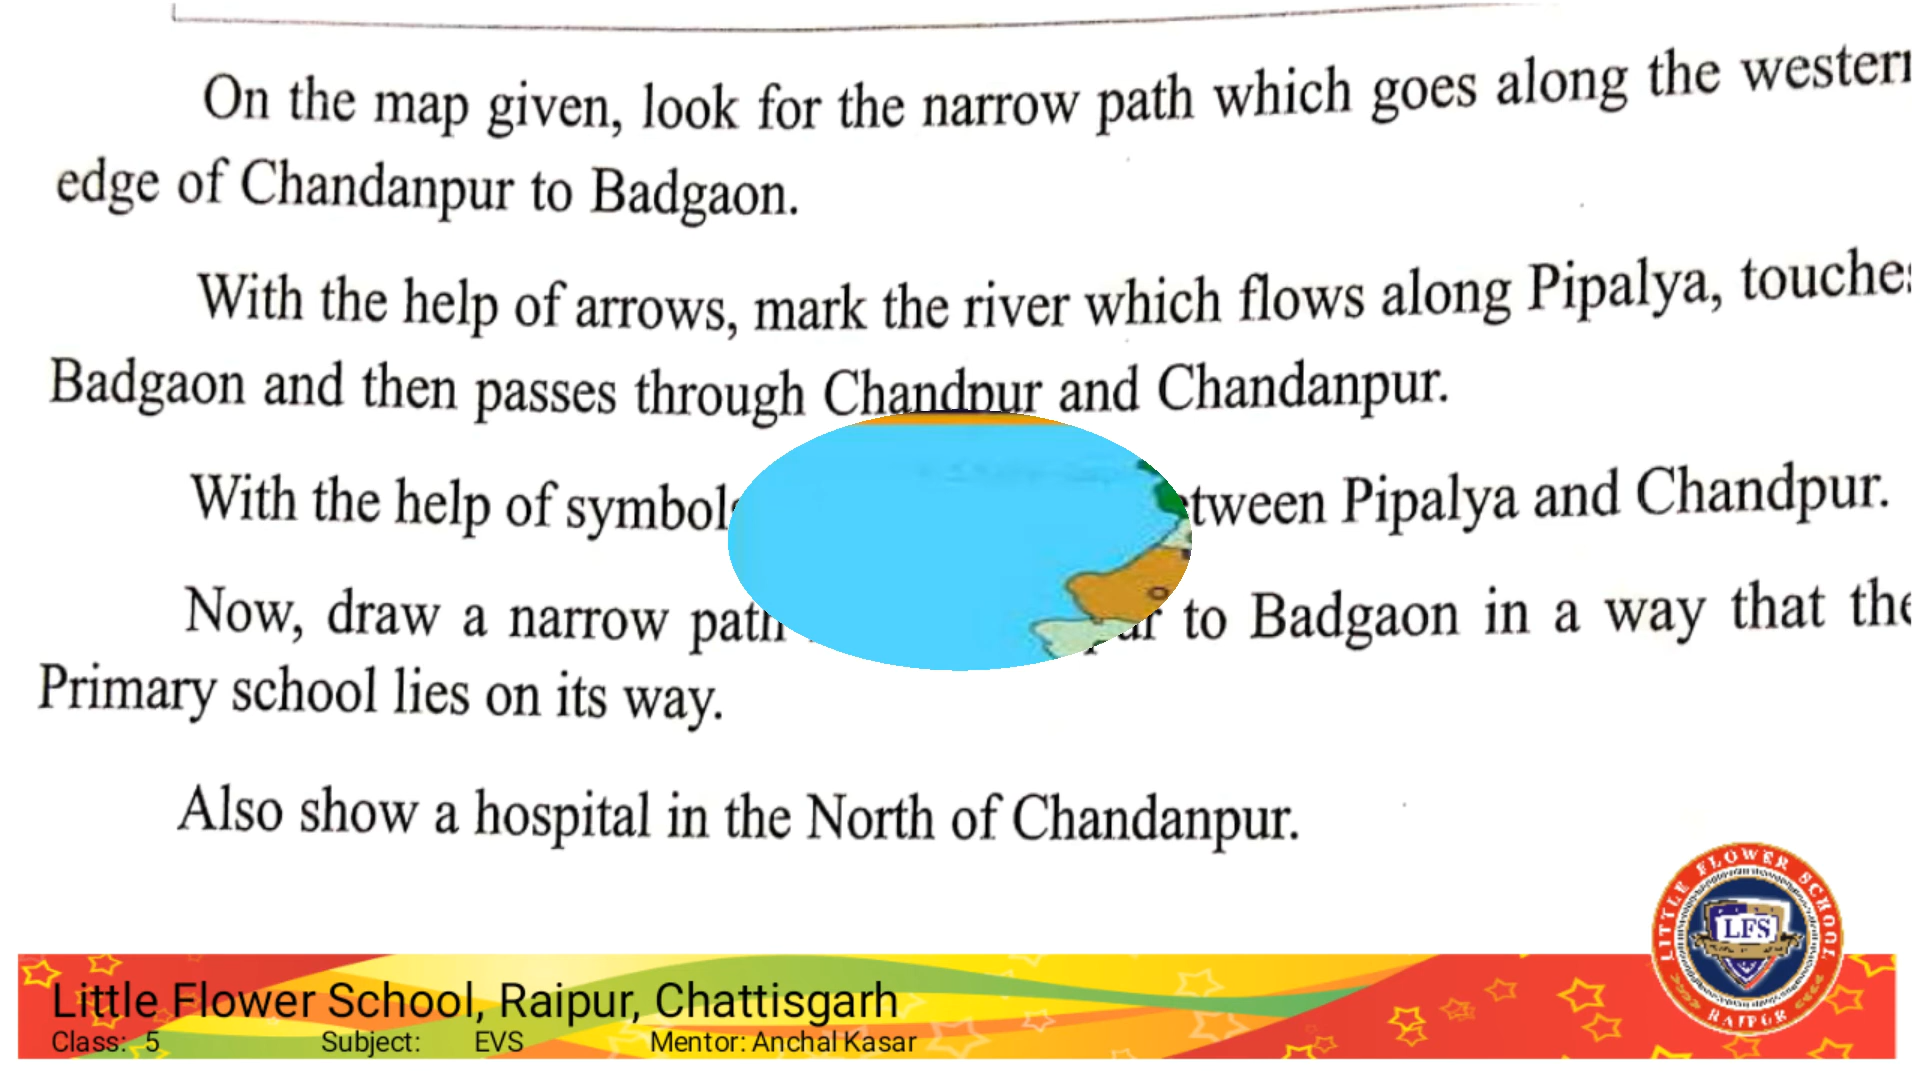 On the map given, look for the narrow path which goes along the western
edge of Chandanpur to Badgaon.
With the help of arrows, mark the river which flows along Pipalya, touches
Badgaon and then passes through Chandpur and Chandanpur.
With the help of symbols tween Pipalya and Chandpur.
Now, draw a narrow path to Badgaon in a way that the
Primary school lies on its way.
Also show a hospital in the North of Chandanpur.
LITTLE FLOWER SCHOOL
LFS
RAIPUR
Little Flower School, Raipur, Chattisgarh
Class: 5 Subject: EVS Mentor: Anchal Kasar